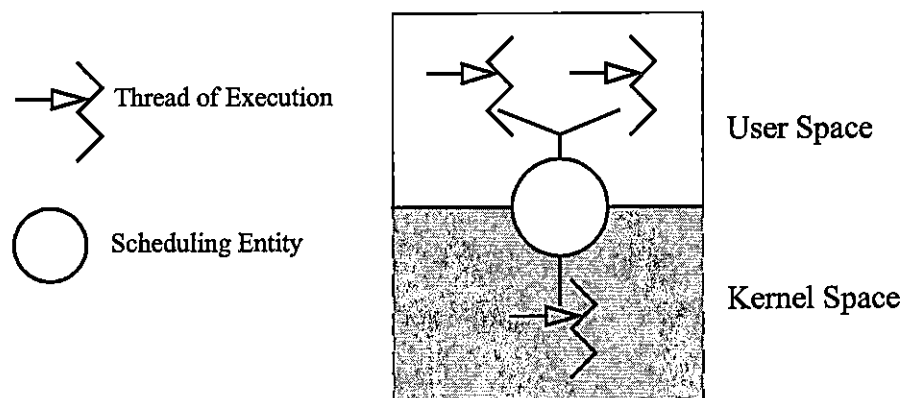 Thread of Execution
User Space
Scheduling Entity
Kernel Space